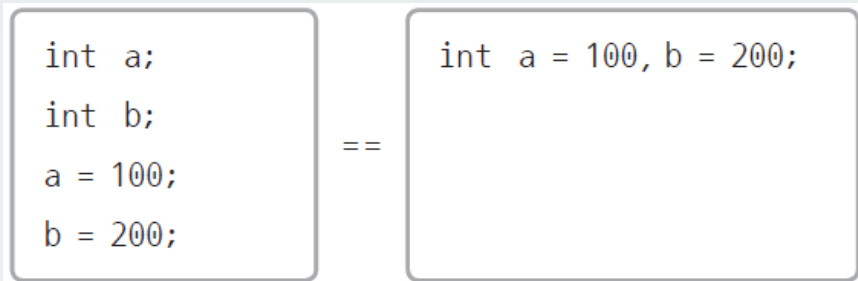 int a;
int b;
a = 100;
b = 200;
==
int a = 100, b = 200;